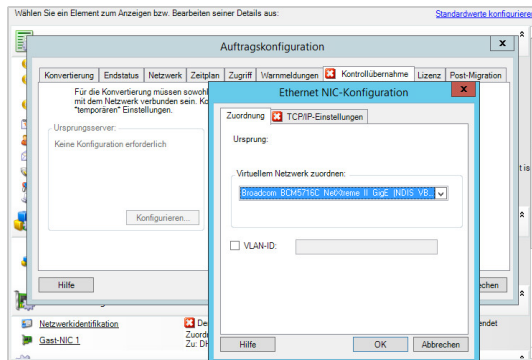 Wählen Sie ein Element zum Anzeigen bzw. Bearbeiten seiner Details aus:
Standardwerte konfigurieren
Auftragskonfiguration
Konvertierung Endstatus Netzwerk Zeitplan Zugriff Warnmeldungen Kontrollübernahme Lizenz Post-Migration
Für die Konvertierung müssen sowohl
mit dem Netzwerk verbunden sein.
"temporären" Einstellungen.
Ursprungsserver:
Keine Konfiguration erforderlich
Konfigurieren...
Hilfe
Ethernet NIC-Konfiguration
Zuordnung TCP/IP-Einstellungen
Ursprung:
Virtuellem Netzwerk zuordnen:
Broadcom BCM5716C NetXtreme II GigE (NDIS VB...
VLAN-ID:
Hilfe OK Abbrechen
Netzwerkidentifikation
Gast-NIC 1